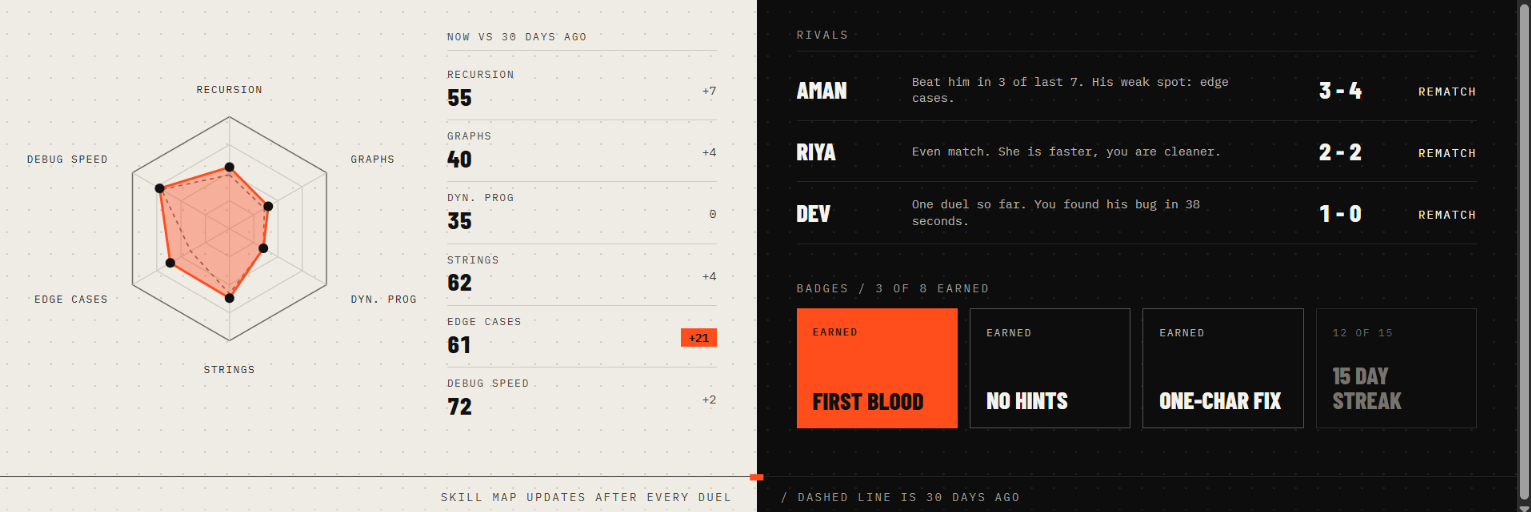 RECURSION
DEBUG SPEED
GRAPHS
EDGE CASES
DYN. PROG
STRINGS
NOW VS 30 DAYS AGO
RECURSION
55
+7
GRAPHS
40
+4
DYN. PROG
35
0
STRINGS
62
+4
EDGE CASES
61
+21
DEBUG SPEED
72
+2
RIVALS
AMAN
Beat him in 3 of last 7. His weak spot: edge
cases.
3 - 4
REMATCH
RIYA
Even match. She is faster, you are cleaner.
2 - 2
REMATCH
DEV
One duel so far. You found his bug in 38
seconds.
1 - 0
REMATCH
BADGES / 3 OF 8 EARNED
EARNED
FIRST BLOOD
EARNED
NO HINTS
EARNED
ONE-CHAR FIX
12 OF 15
15 DAY
STREAK
SKILL MAP UPDATES AFTER EVERY DUEL
/ DASHED LINE IS 30 DAYS AGO